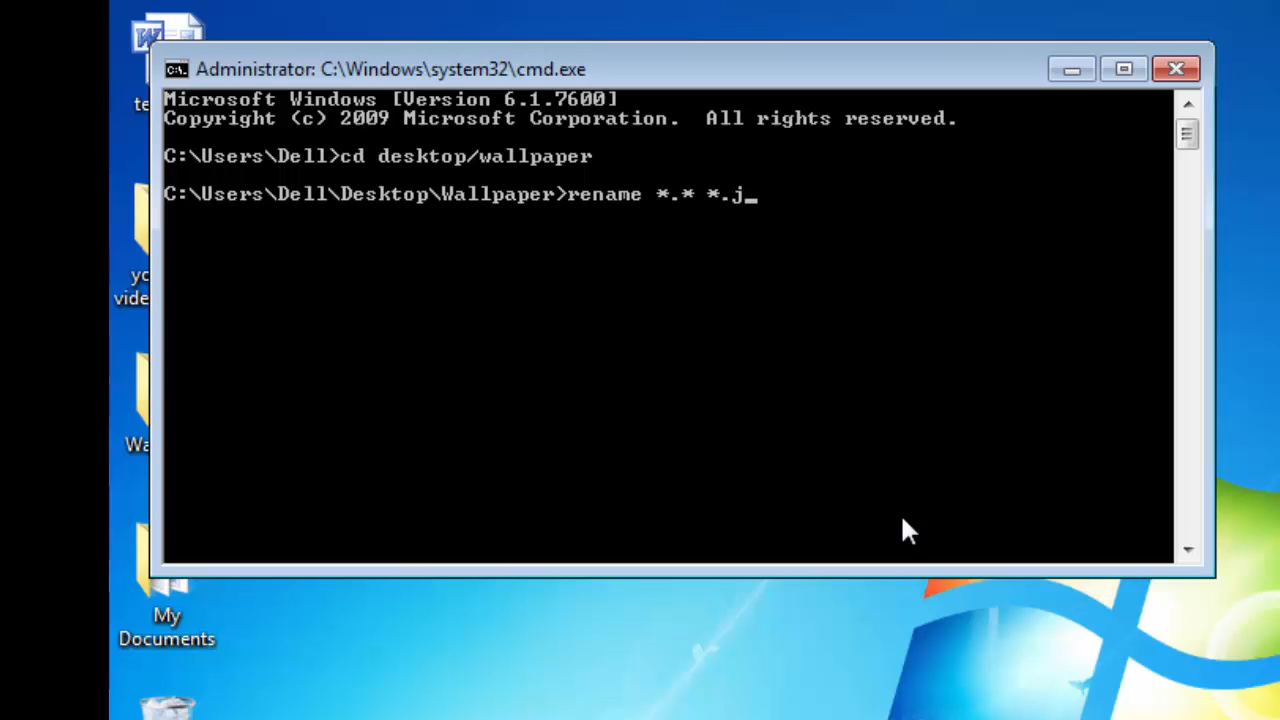 Administrator: C:\Windows\system32\cmd.exe
Microsoft Windows [Version 6.1.7600]
Copyright (c) 2009 Microsoft Corporation.  All rights reserved.
C:\Users\Dell>cd desktop/wallpaper
C:\Users\Dell\Desktop\Wallpaper>rename *.* *.j_
My
Documents